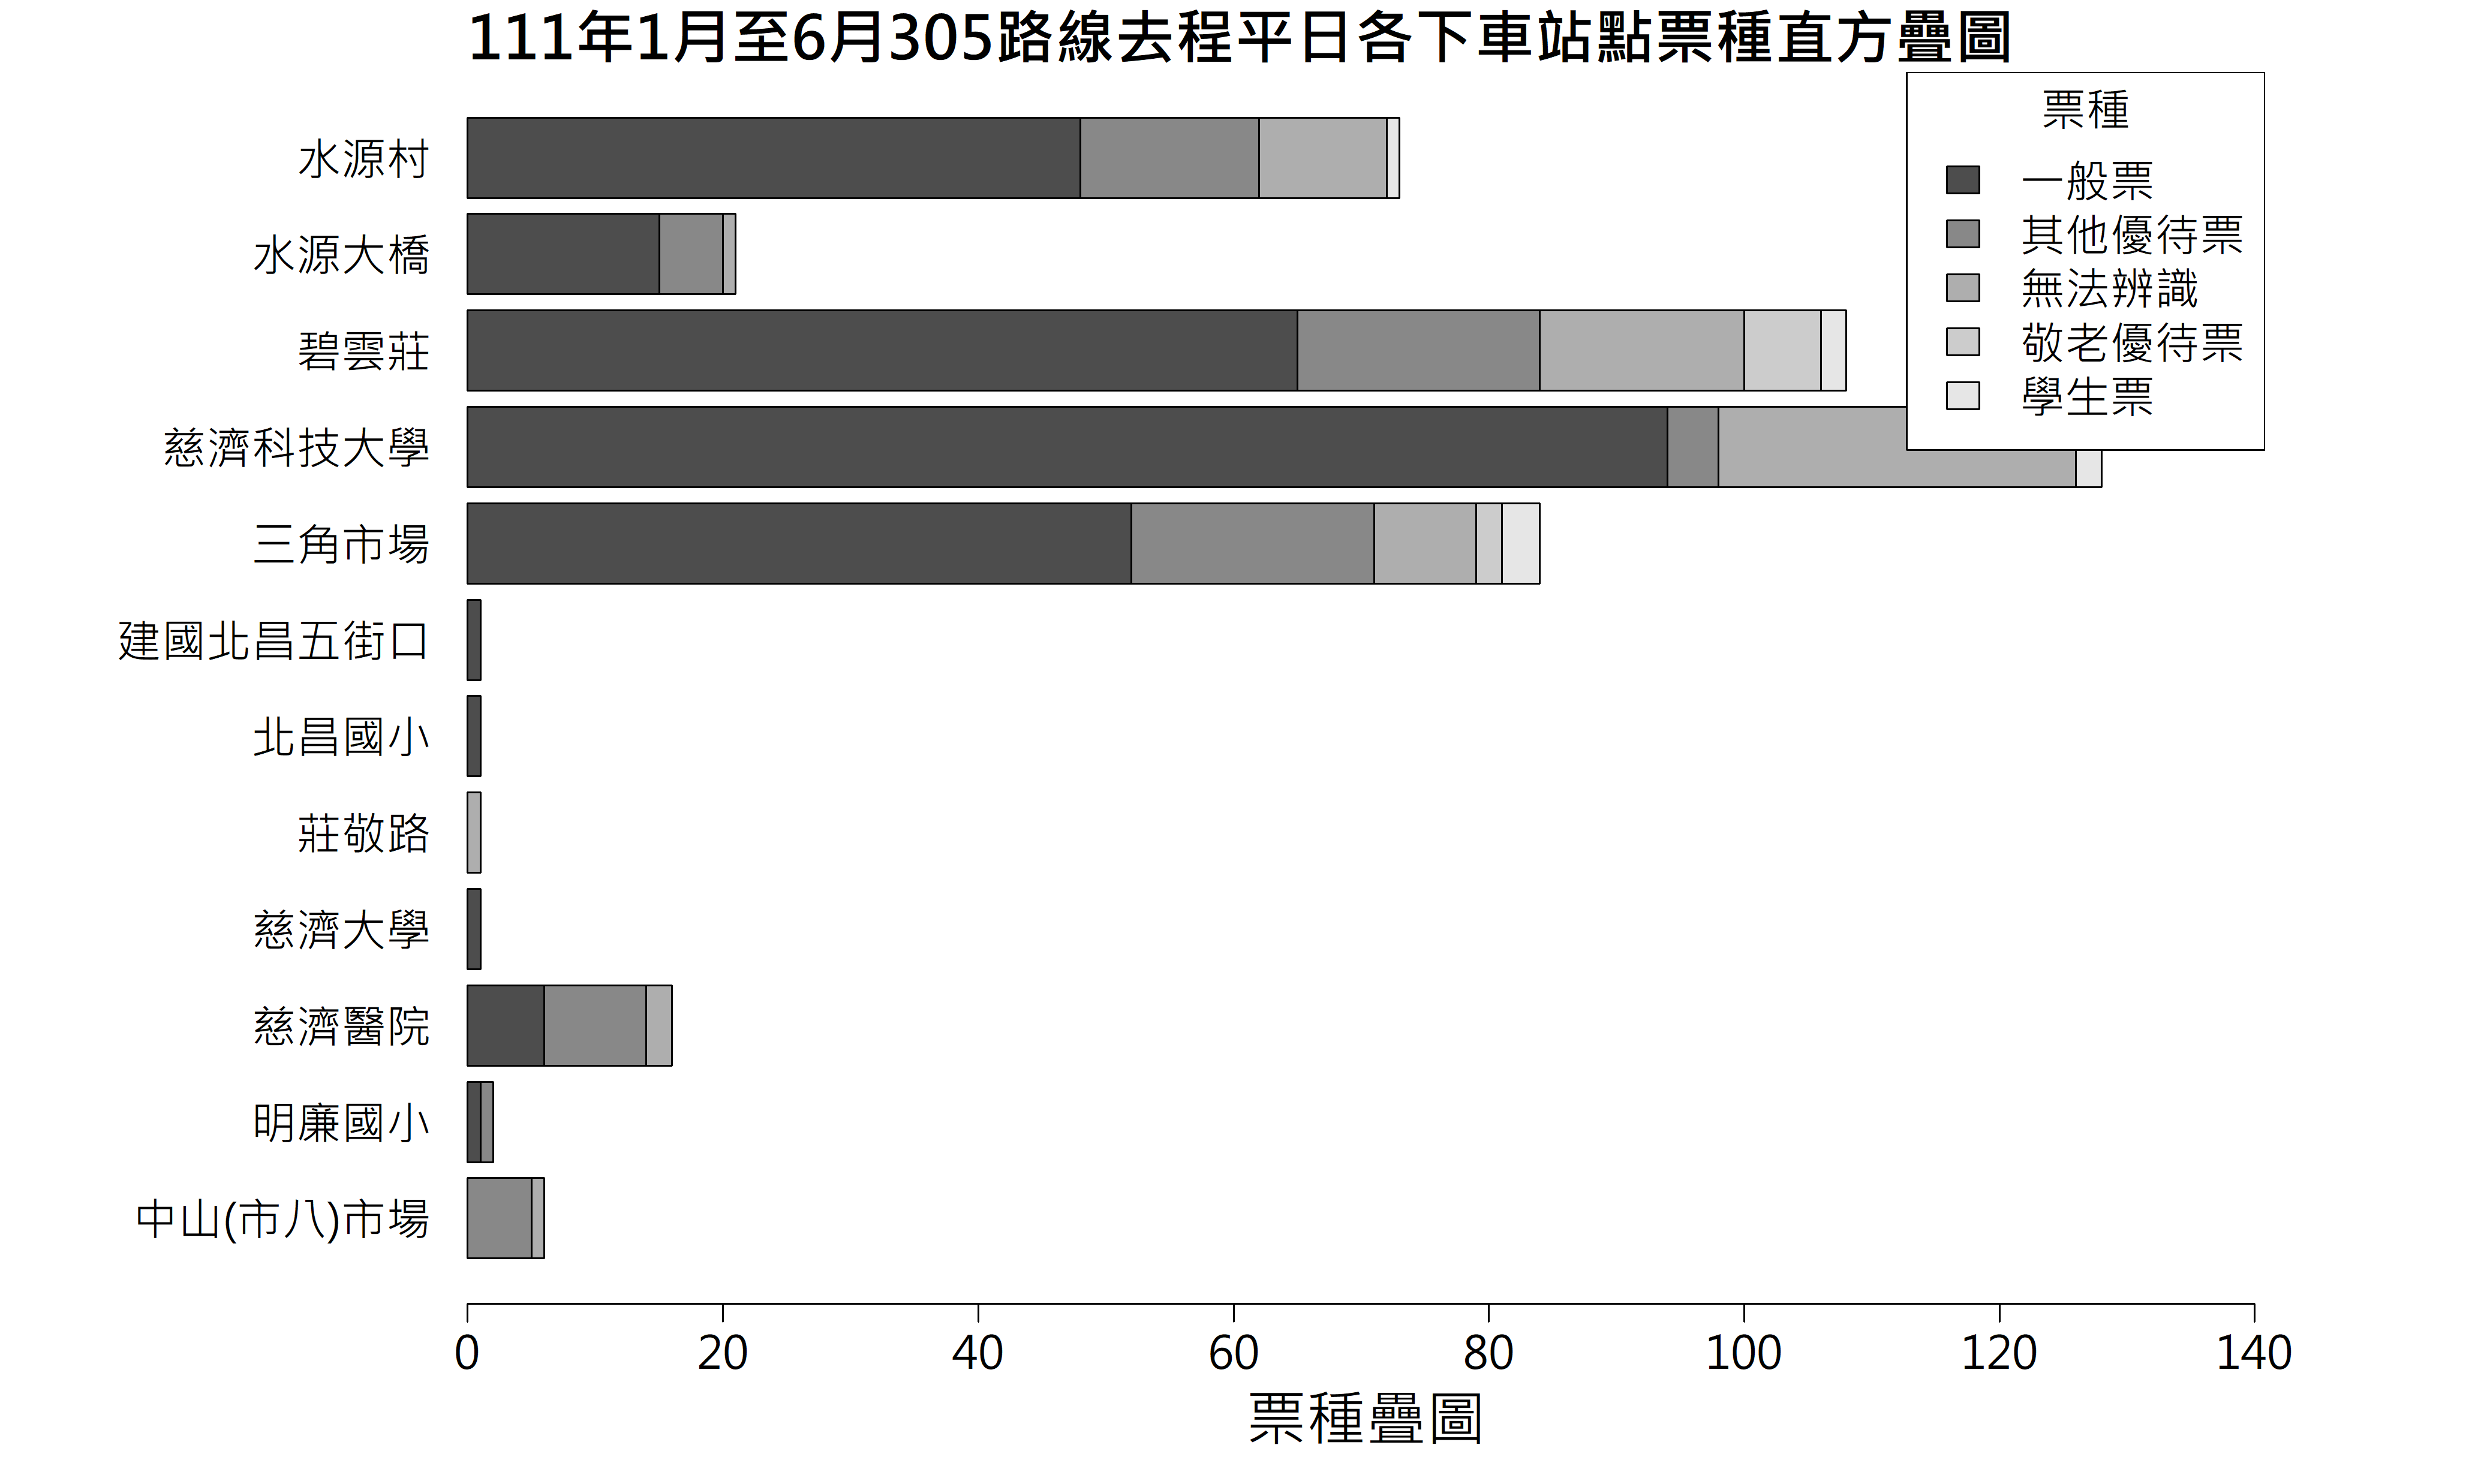 111年1月至6月305路線去程平日各下車站點票種直方疊圖
票種
一般票
其他優待票
無法辨識
敬老優待票
學生票
水源村
水源大橋
碧雲莊
慈濟科技大學
三角市場
建國北昌五街口
北昌國小
莊敬路
慈濟大學
慈濟醫院
明廉國小
中山(市八)市場
0 20 40 60 80 100 120 140
票種疊圖